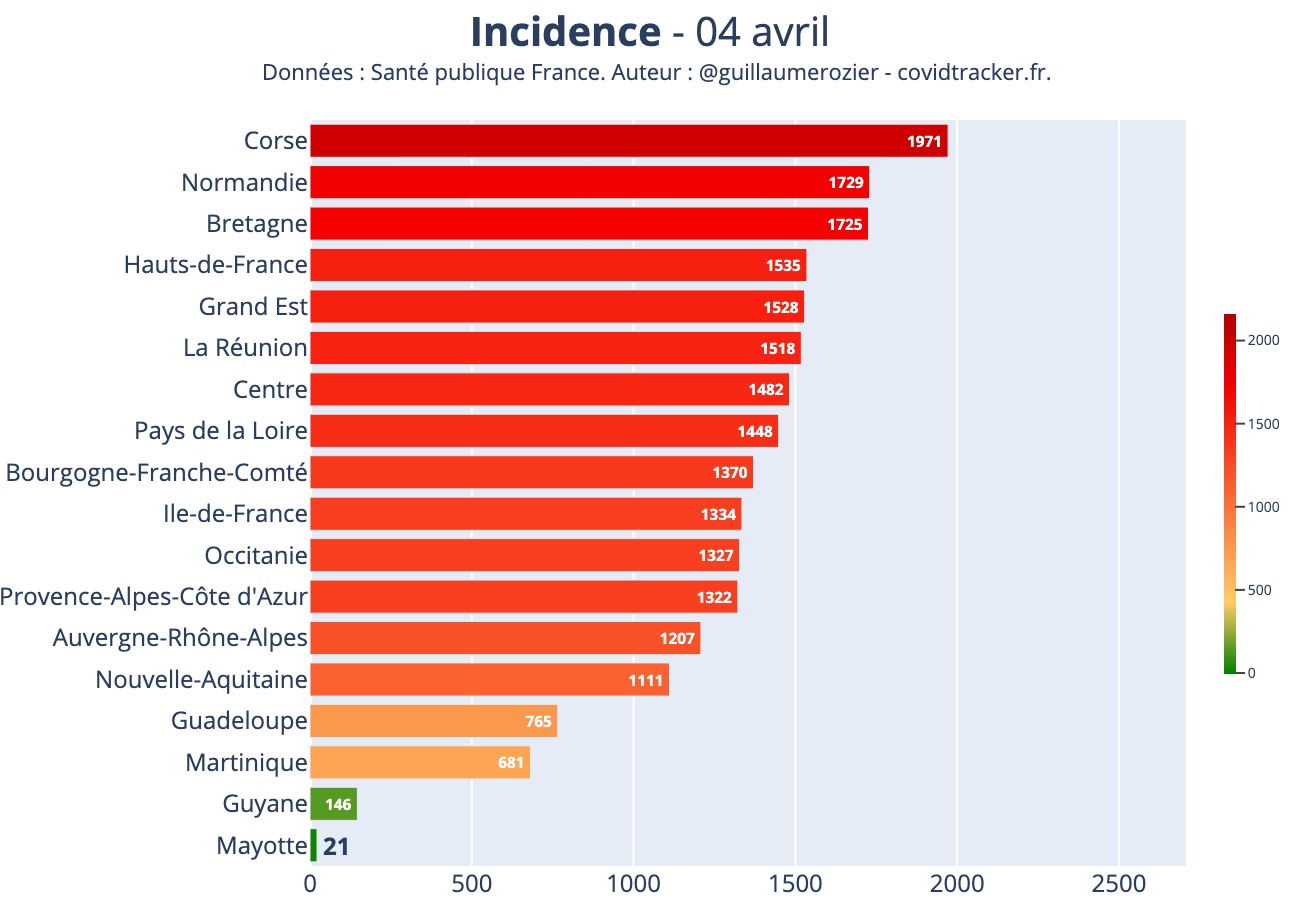 Incidence - 04 avril
Données : Santé publique France. Auteur : @guillaumerozier - covidtracker.fr.
Corse 1971
Normandie 1729
Bretagne 1725
Hauts-de-France 1535
Grand Est 1528
La Réunion 1518
Centre 1482
Pays de la Loire 1448
Bourgogne-Franche-Comté 1370
Ile-de-France 1334
Occitanie 1327
Provence-Alpes-Côte d'Azur 1322
Auvergne-Rhône-Alpes 1207
Nouvelle-Aquitaine 1111
Guadeloupe 765
Martinique 681
Guyane 146
Mayotte 21
0 500 1000 1500 2000 2500
2000
1500
1000
500
0